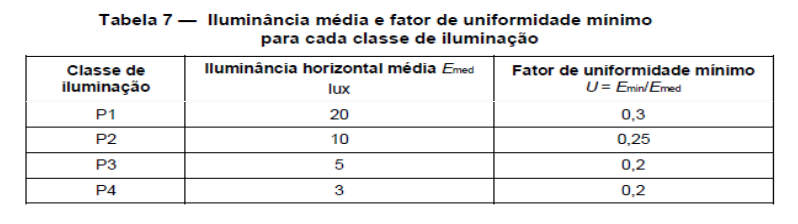 Tabela 7 — Iluminância média e fator de uniformidade mínimo
para cada classe de iluminação
Classe de iluminação Iluminância horizontal média Emed lux Fator de uniformidade mínimo U = Emin/Emed
P1 20 0,3
P2 10 0,25
P3 5 0,2
P4 3 0,2